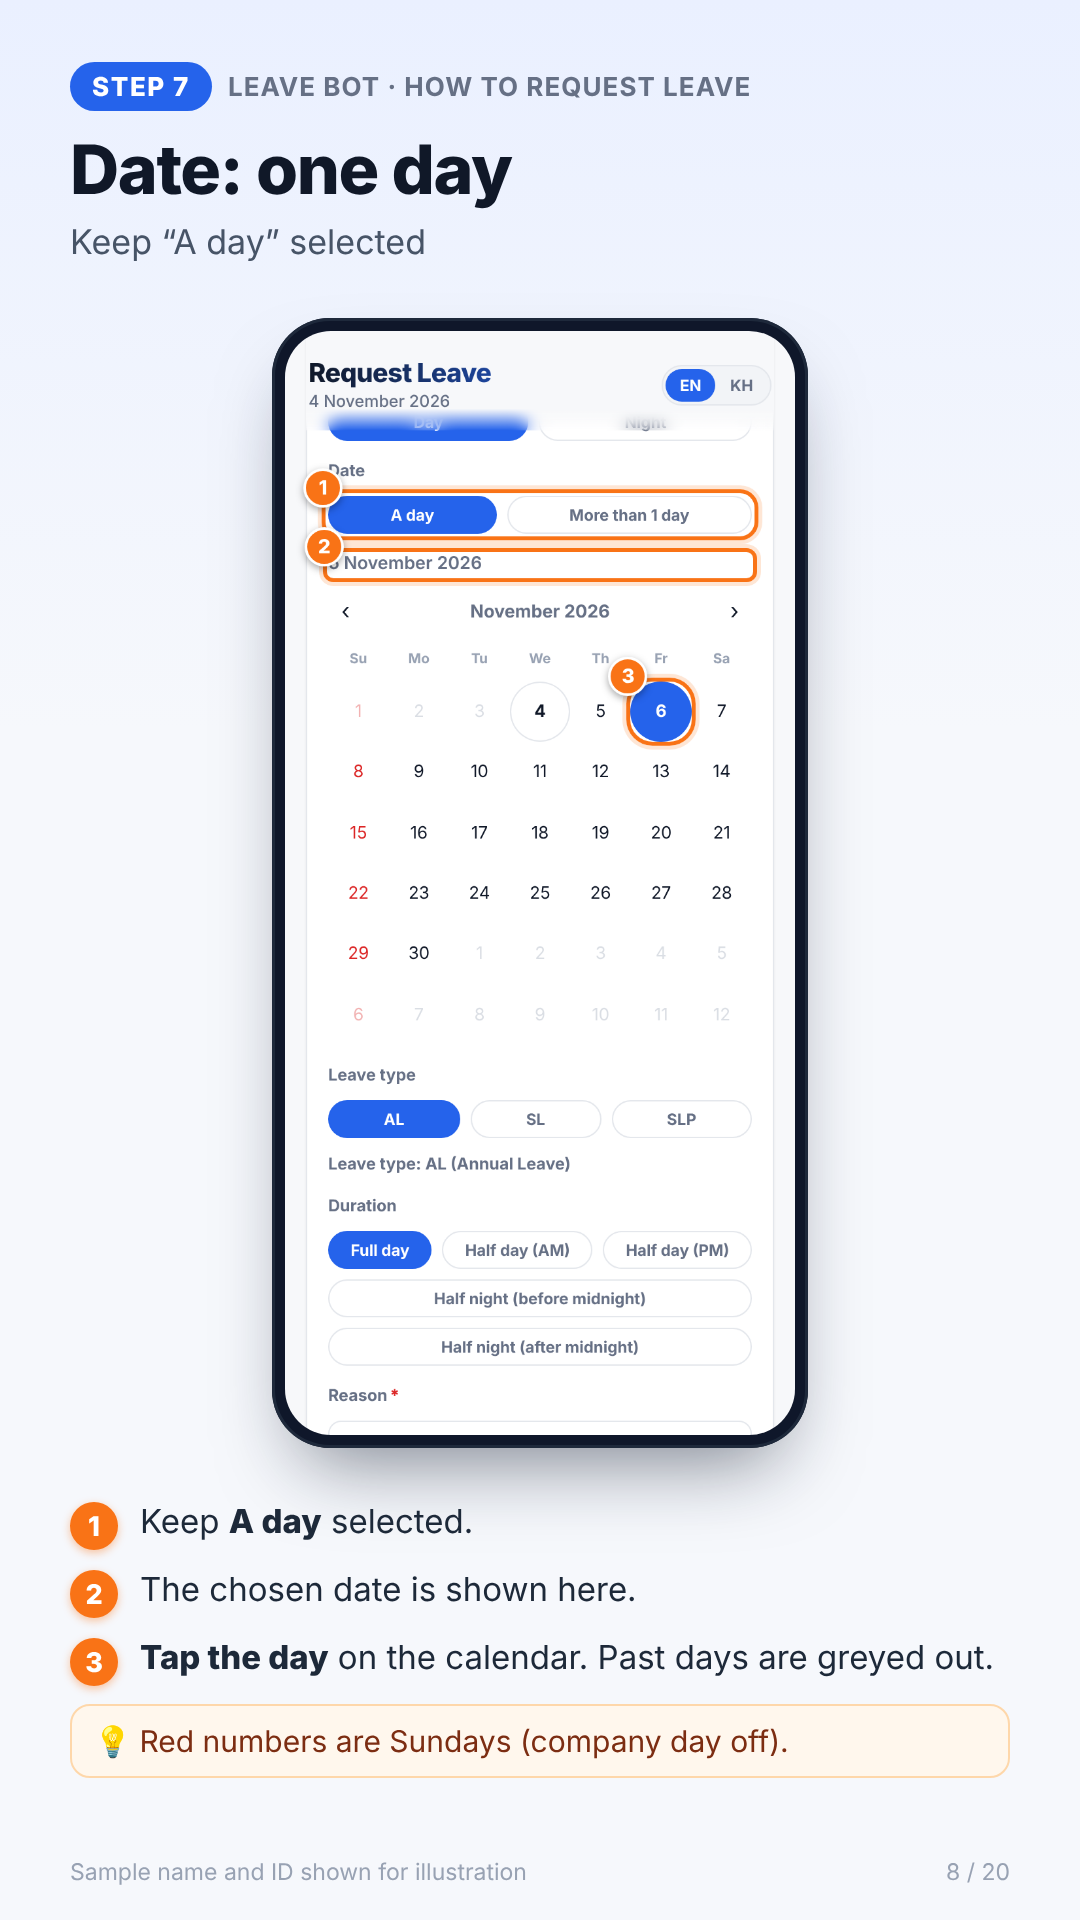 STEP 7 LEAVE BOT · HOW TO REQUEST LEAVE
Date: one day
Keep “A day” selected
Request Leave
4 November 2026
EN KH
Day Night
Date
1
A day More than 1 day
2
November 2026
‹ November 2026 ›
Su Mo Tu We Th Fr Sa
3
1 2 3 4 5 6 7
8 9 10 11 12 13 14
15 16 17 18 19 20 21
22 23 24 25 26 27 28
29 30 1 2 3 4 5
6 7 8 9 10 11 12
Leave type
AL SL SLP
Leave type: AL (Annual Leave)
Duration
Full day Half day (AM) Half day (PM)
Half night (before midnight)
Half night (after midnight)
Reason *
1 Keep A day selected.
2 The chosen date is shown here.
3 Tap the day on the calendar. Past days are greyed out.
💡 Red numbers are Sundays (company day off).
Sample name and ID shown for illustration 8 / 20